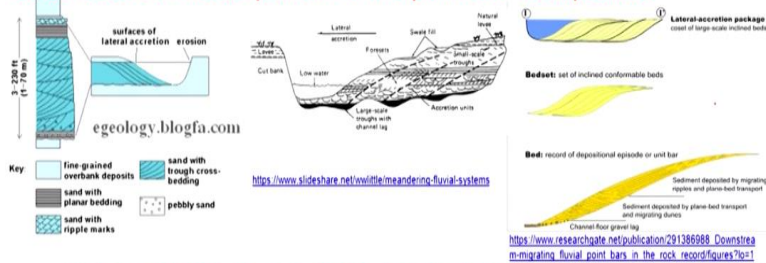 3–230 ft
(1–70 m)
surfaces of
lateral accretion
erosion
egeology.blogfa.com
Key:
fine-grained
overbank deposits
sand with
planar bedding
sand with
ripple marks
sand with
trough cross-
bedding
pebbly sand
Lateral
accretion
Natural
levee
Swale fill
Levee
Cut bank
Low water
Foresets
Small-scale
troughs
Large-scale
troughs with
channel lag
Accretion units
https://www.slideshare.net/wwlittle/meandering-fluvial-systems
I
I'
Lateral-accretion package
coset of large-scale inclined beds
Bedset: set of inclined conformable beds
Bed: record of depositional episode or unit bar
Sediment deposited by migrating
ripples and plane-bed transport
Sediment deposited by plane-bed transport
and migrating dunes
Channel-floor gravel lag
https://www.researchgate.net/publication/291386988_Downstrea
m-migrating_fluvial_point_bars_in_the_rock_record/figures?lo=1